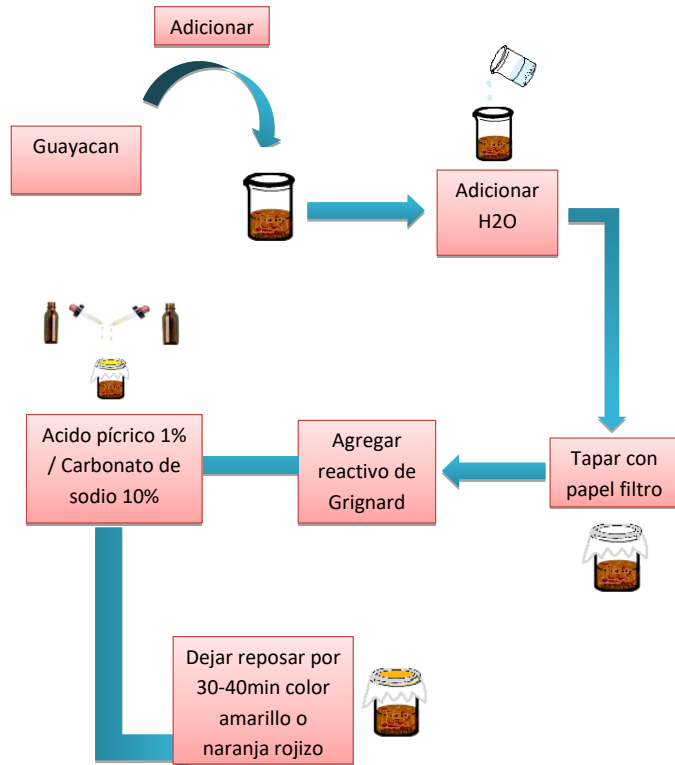 Adicionar
Guayacan
Adicionar
H2O
Tapar con
papel filtro
Agregar
reactivo de
Grignard
Acido pícrico 1%
/ Carbonato de
sodio 10%
Dejar reposar por
30-40min color
amarillo o
naranja rojizo